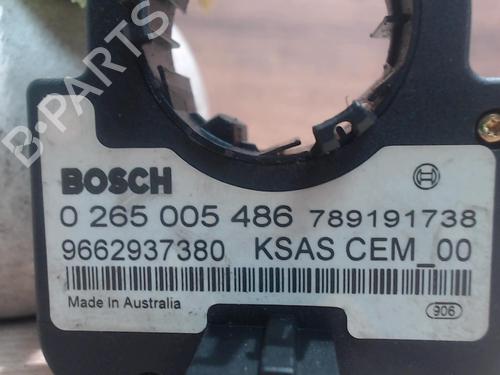 B-PARTS
BOSCH
0 265 005 486 789191738
9662937380 KSAS CEM_00
Made In Australia
906